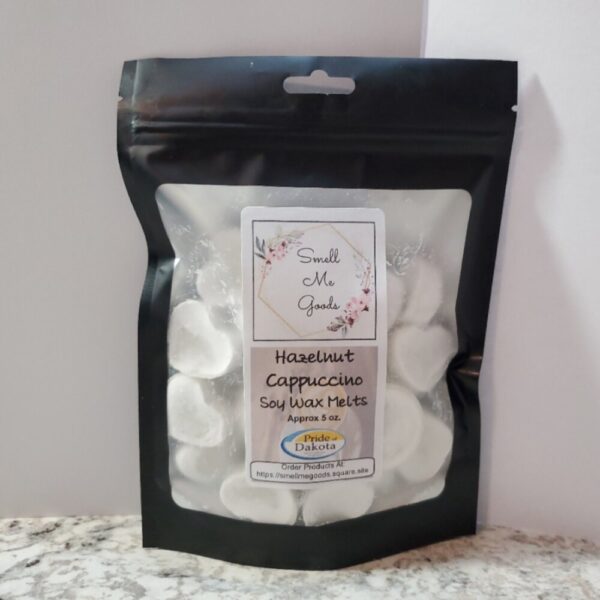 Smell
Me
Goods
Hazelnut
Cappuccino
Soy Wax Melts
Approx 5 oz.
Pride of
Dakota
Order Products At:
https://smellmegoods.square.site